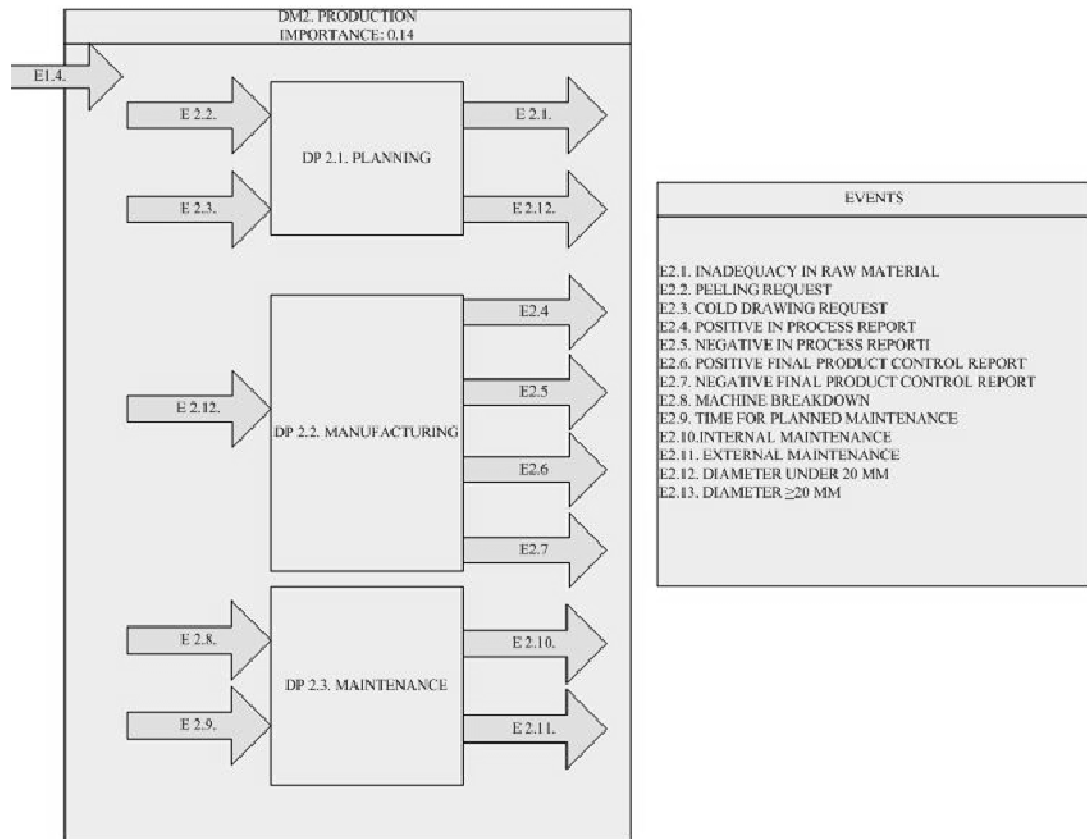 DM2. PRODUCTION
IMPORTANCE: 0.14
E1.4.
E 2.2.
E 2.1.
DP 2.1. PLANNING
E 2.3.
E 2.12.
E2.4
E2.5
E 2.12.
DP 2.2. MANUFACTURING
E2.6
E2.7
E 2.8.
E 2.10.
DP 2.3. MAINTENANCE
E 2.9.
E 2.11.
EVENTS
E2.1. INADEQUACY IN RAW MATERIAL
E2.2. PEELING REQUEST
E2.3. COLD DRAWING REQUEST
E2.4. POSITIVE IN PROCESS REPORT
E2.5. NEGATIVE IN PROCESS REPORTI
E2.6. POSITIVE FINAL PRODUCT CONTROL REPORT
E2.7. NEGATIVE FINAL PRODUCT CONTROL REPORT
E2.8. MACHINE BREAKDOWN
E2.9. TIME FOR PLANNED MAINTENANCE
E2.10.INTERNAL MAINTENANCE
E2.11. EXTERNAL MAINTENANCE
E2.12. DIAMETER UNDER 20 MM
E2.13. DIAMETER ≥20 MM